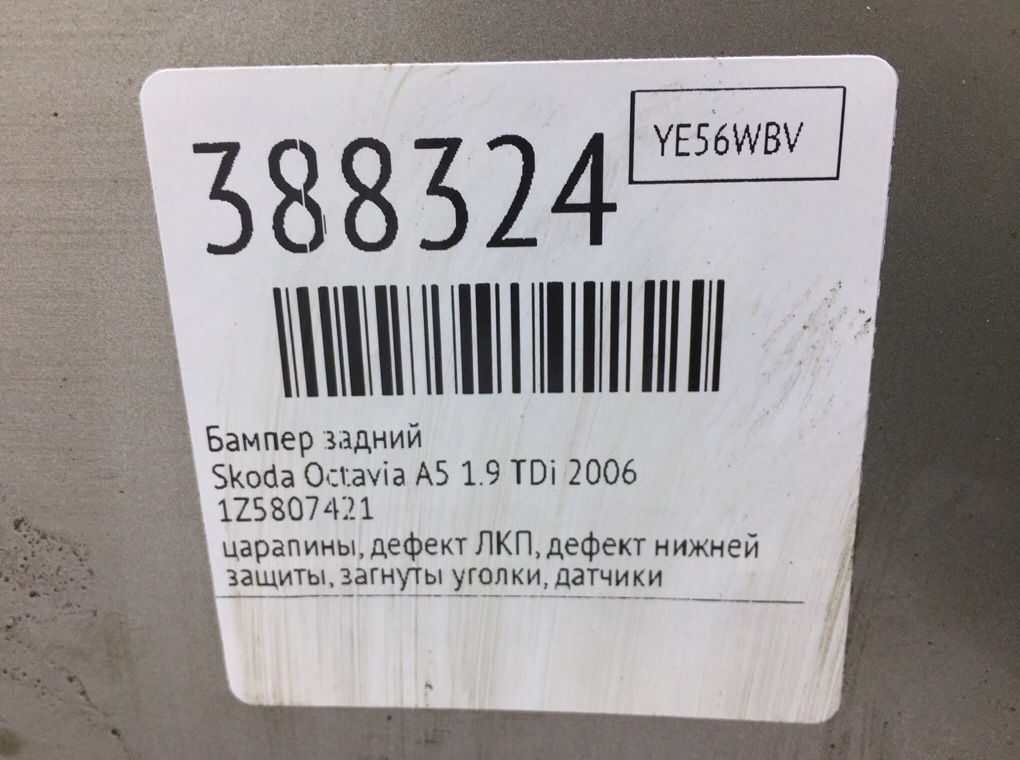 YE56WBV
388324
Бампер задний
Skoda Octavia A5 1.9 TDi 2006
1Z5807421
царапины, дефект ЛКП, дефект нижней
защиты, загнуты уголки, датчики